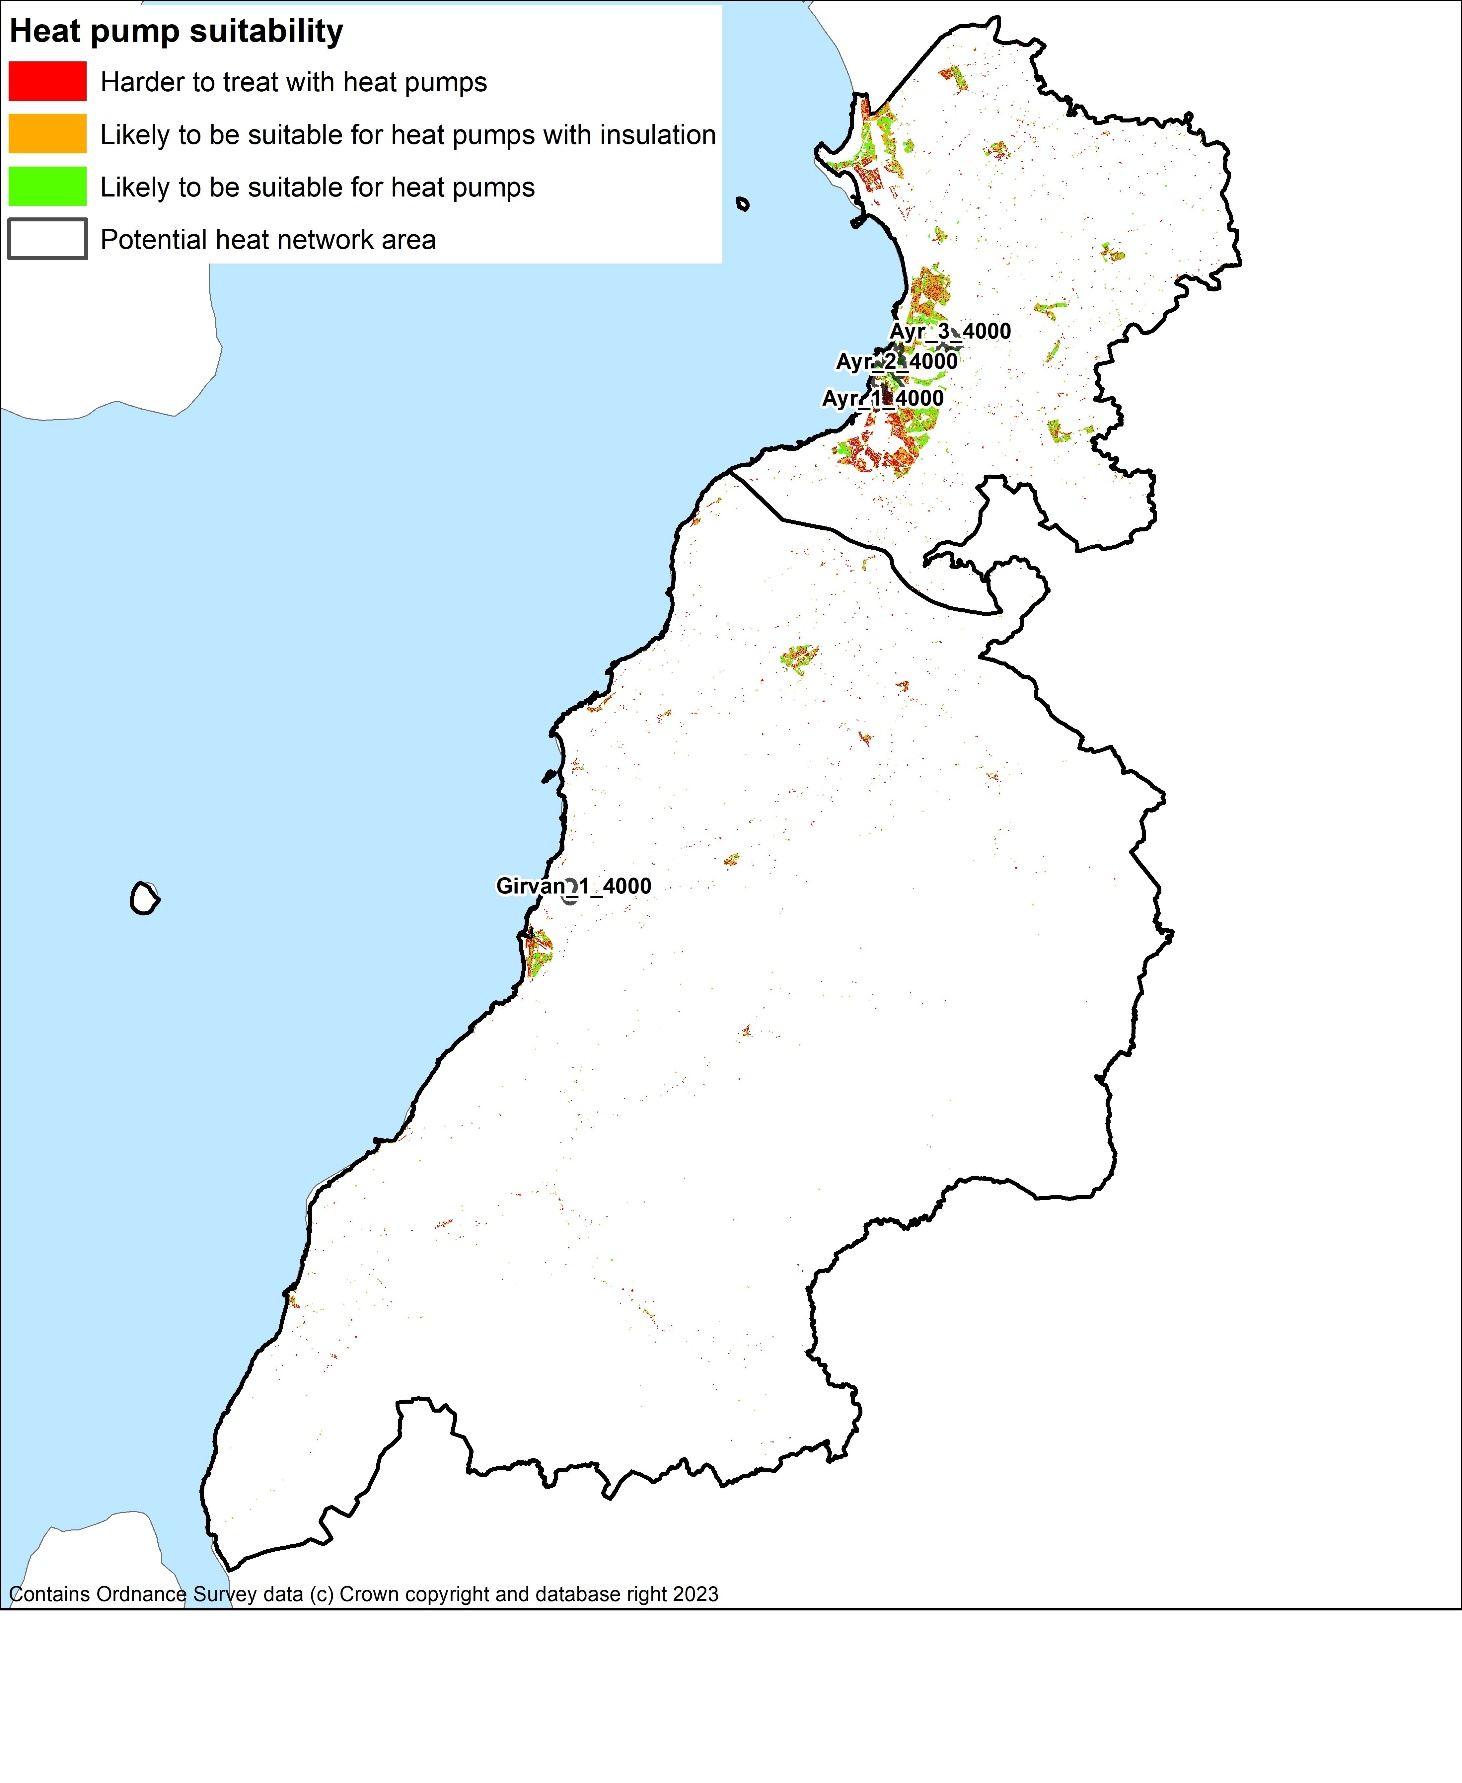 Heat pump suitability
Harder to treat with heat pumps
Likely to be suitable for heat pumps with insulation
Likely to be suitable for heat pumps
Potential heat network area
Ayr_3_4000
Ayr_2_4000
Ayr_1_4000
Girvan_1_4000
Contains Ordnance Survey data (c) Crown copyright and database right 2023